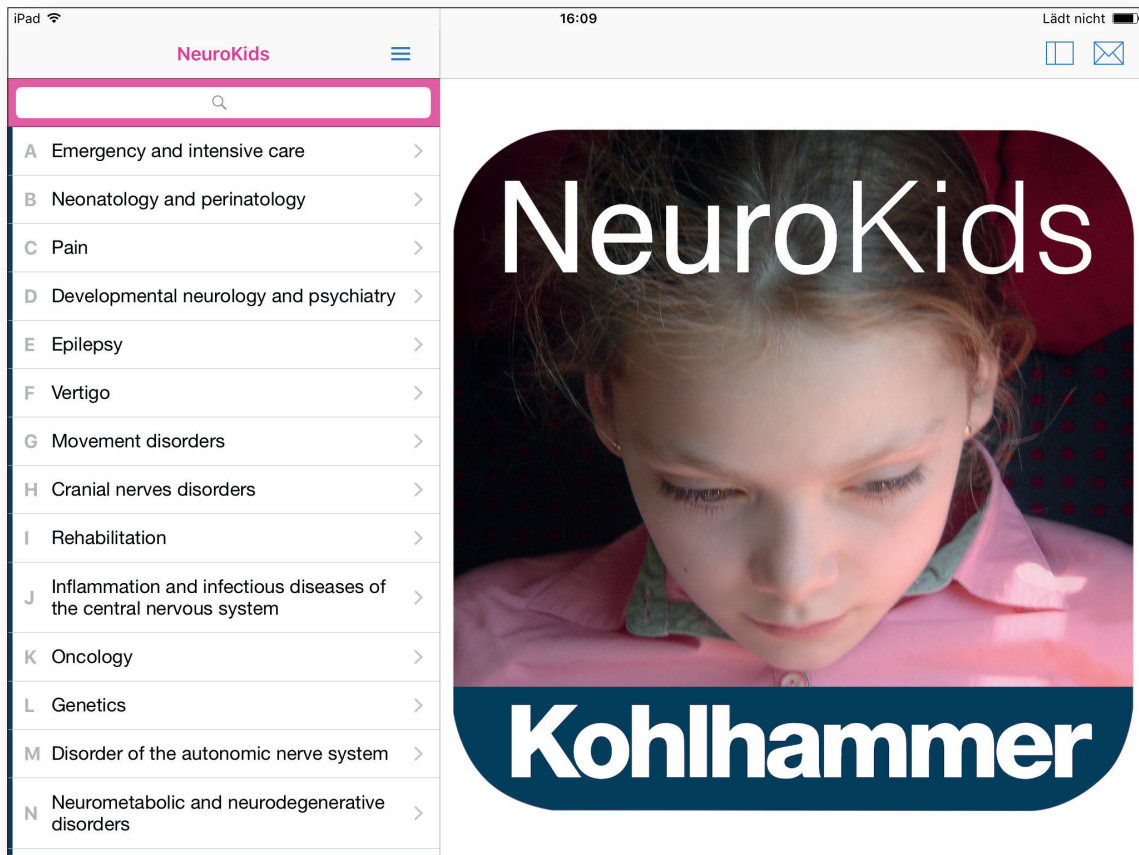 iPad 16:09 Lädt nicht
NeuroKids
A Emergency and intensive care
B Neonatology and perinatology
C Pain
D Developmental neurology and psychiatry
E Epilepsy
F Vertigo
G Movement disorders
H Cranial nerves disorders
I Rehabilitation
J Inflammation and infectious diseases of
the central nervous system
K Oncology
L Genetics
M Disorder of the autonomic nerve system
N Neurometabolic and neurodegenerative
disorders
NeuroKids
Kohlhammer